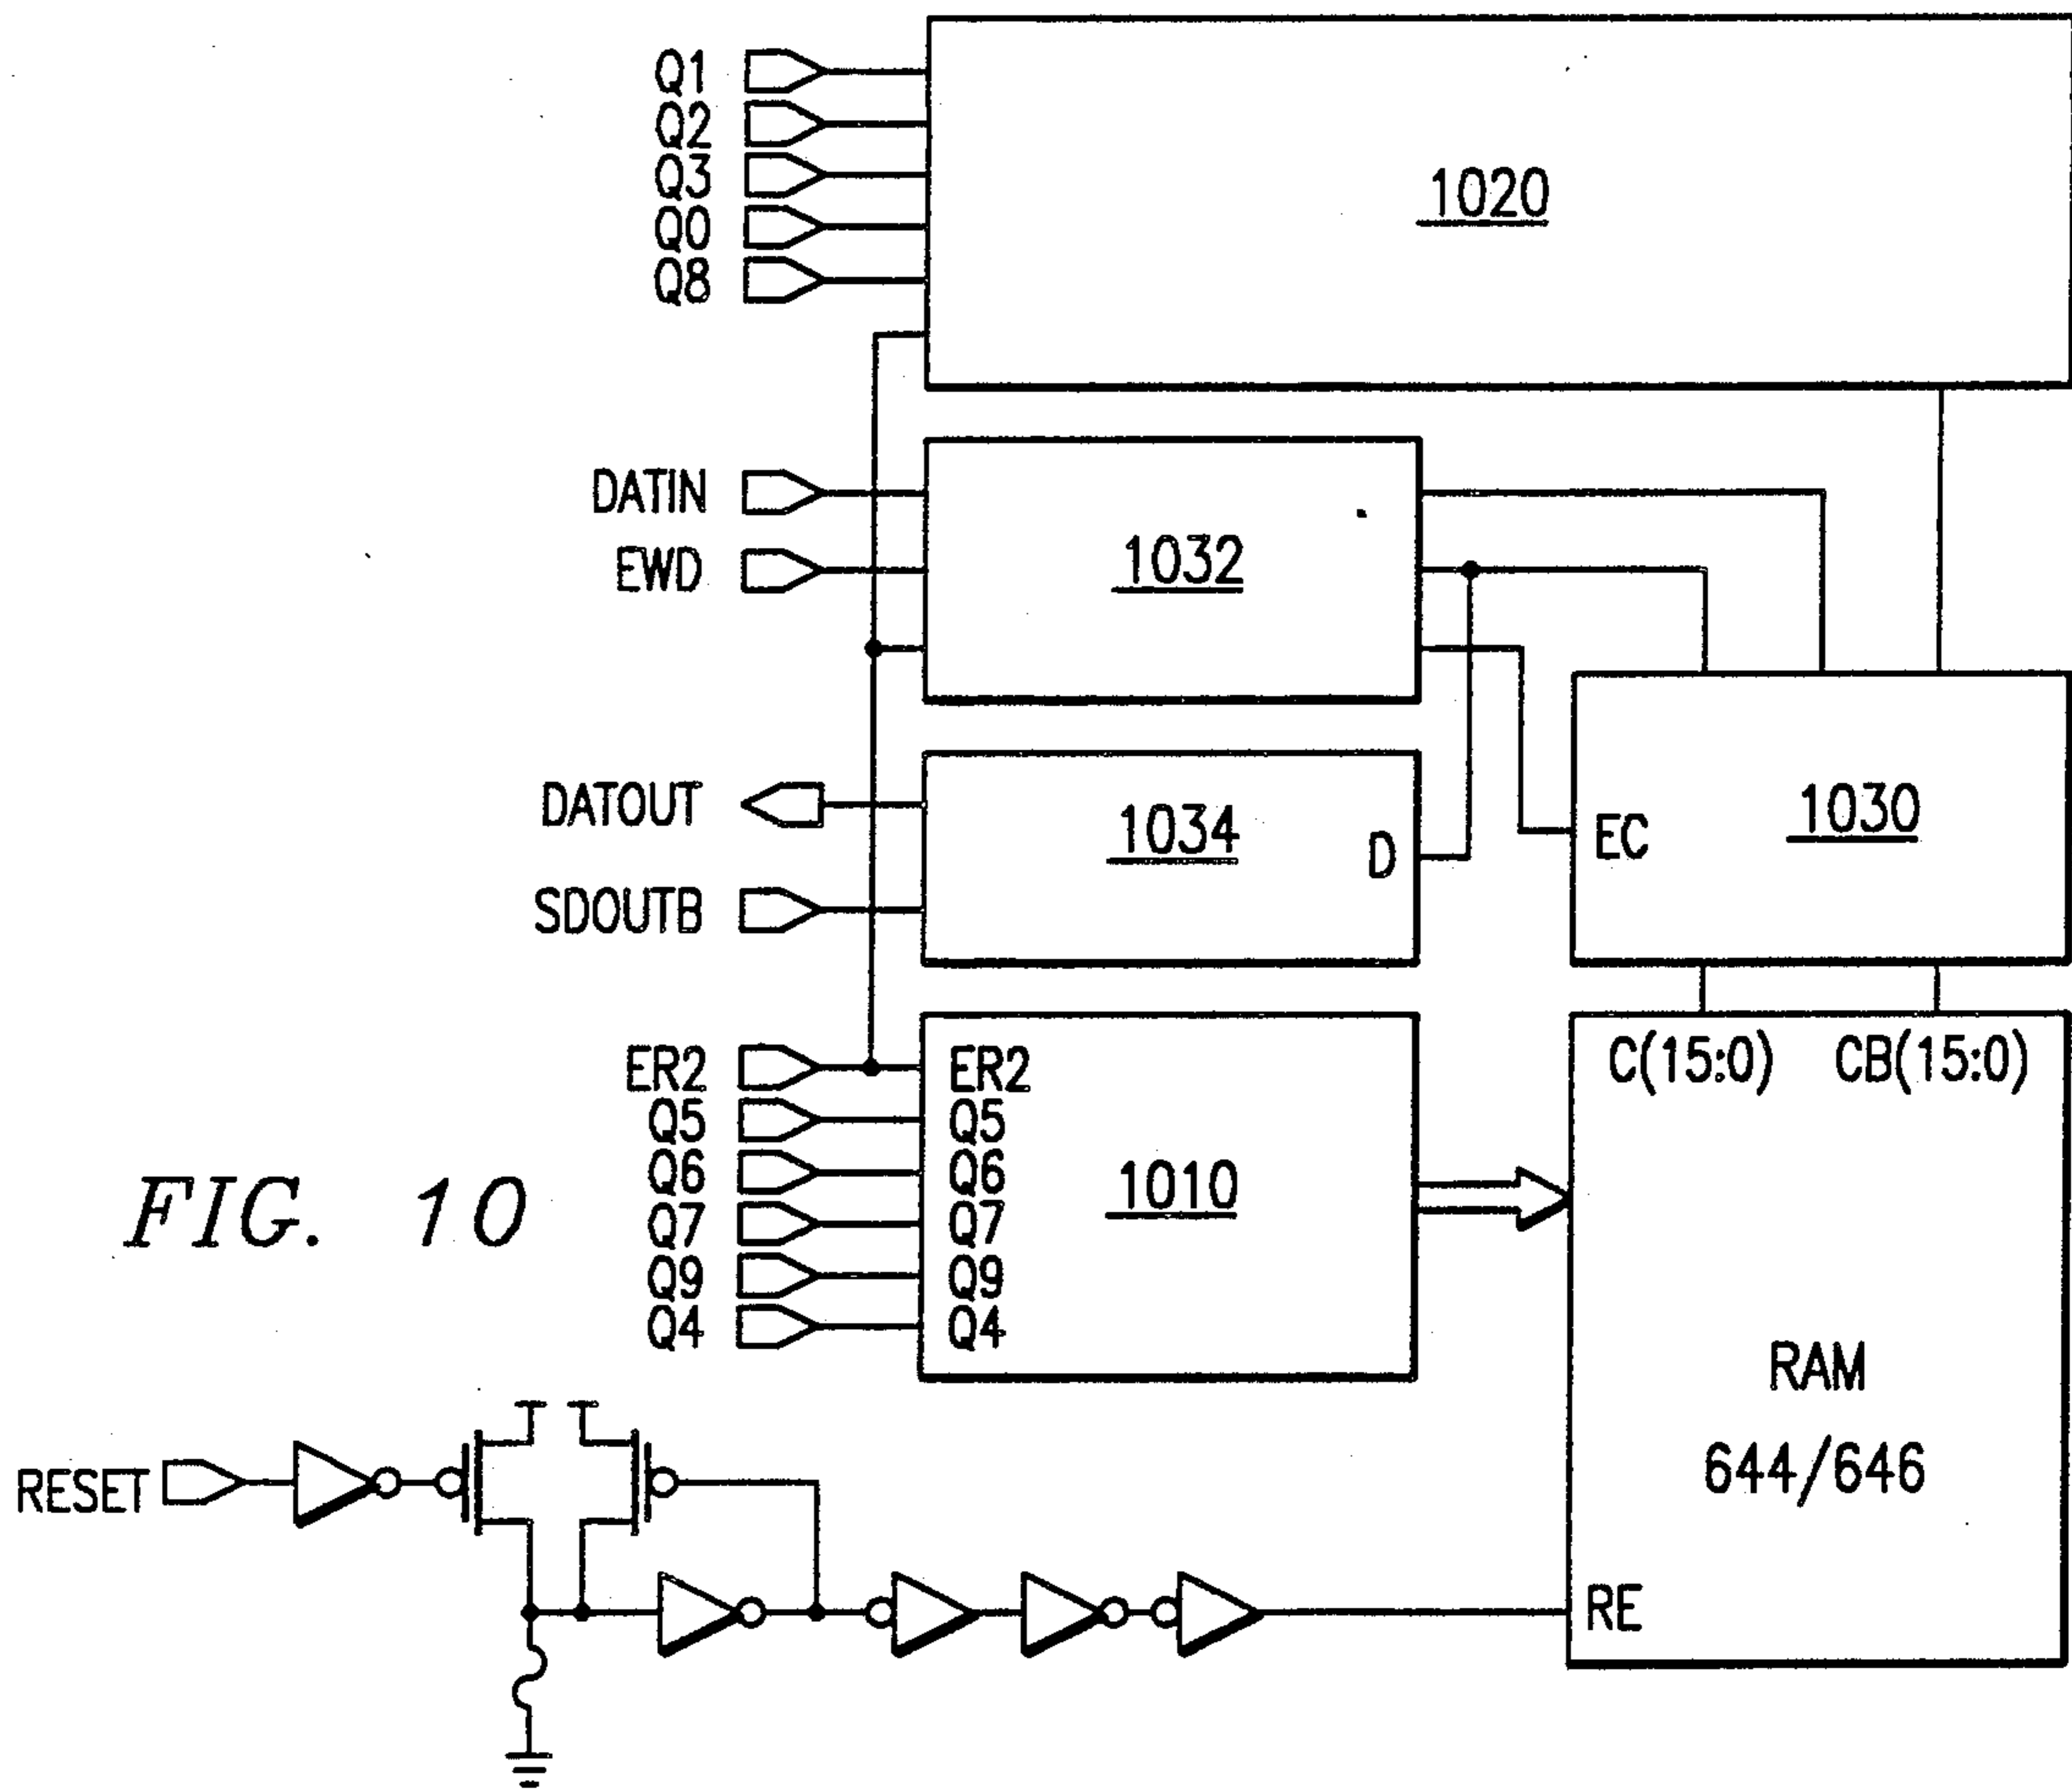 Q1
Q2
Q3
Q0
Q8
1020
DATIN
EWD
1032
DATOUT
SDOUTB
1034
D
EC
1030
ER2
Q5
Q6
Q7
Q9
Q4
ER2
Q5
Q6
Q7
Q9
Q4
1010
C(15:0) CB(15:0)
RAM
644/646
RE
RESET
FIG. 10